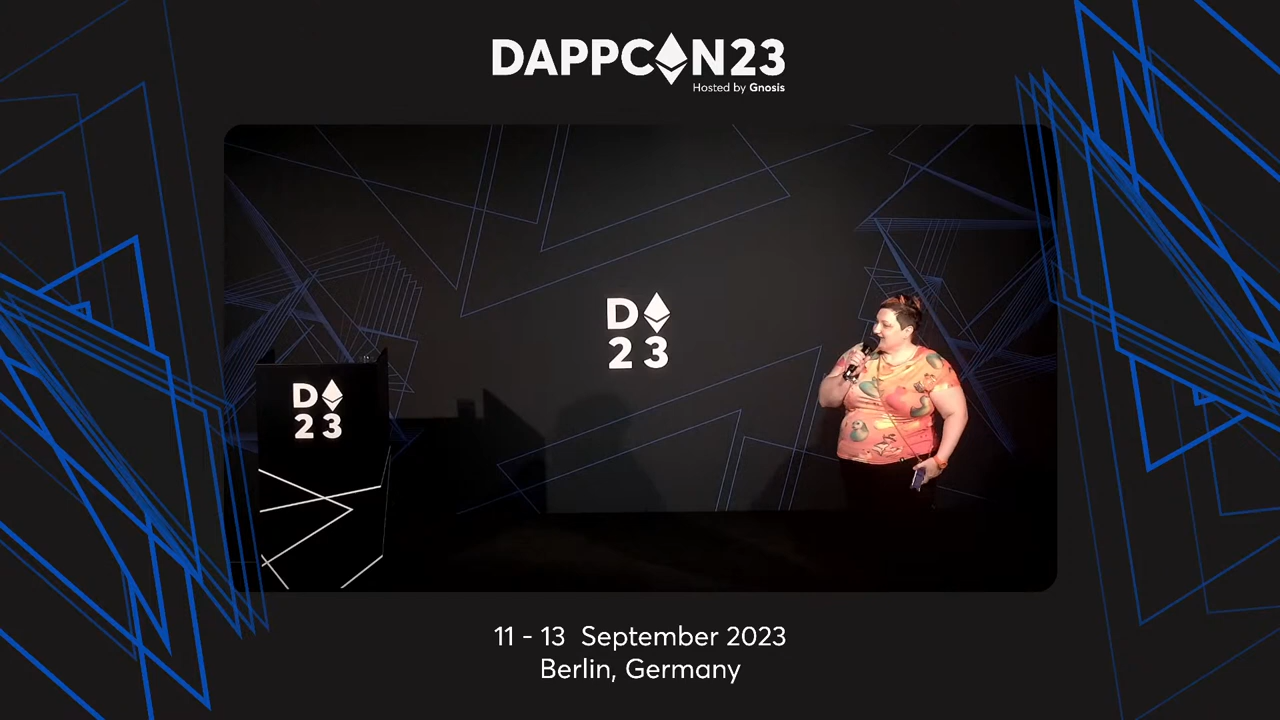 DAPPCON23
Hosted by Gnosis
D
23
D
23
11 - 13 September 2023
Berlin, Germany